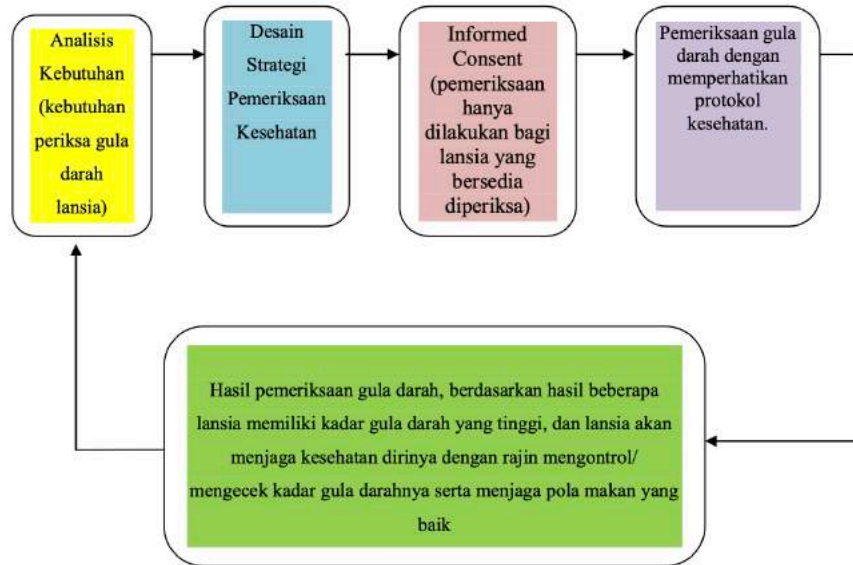 Analisis
Kebutuhan
(kebutuhan
periksa gula
darah
lansia)
Desain
Strategi
Pemeriksaan
Kesehatan
Informed
Consent
(pemeriksaan
hanya
dilakukan bagi
lansia yang
bersedia
diperiksa)
Pemeriksaan gula
darah dengan
memperhatikan
protokol
kesehatan.
Hasil pemeriksaan gula darah, berdasarkan hasil beberapa
lansia memiliki kadar gula darah yang tinggi, dan lansia akan
menjaga kesehatan dirinya dengan rajin mengontrol/
mengecek kadar gula darahnya serta menjaga pola makan yang
baik